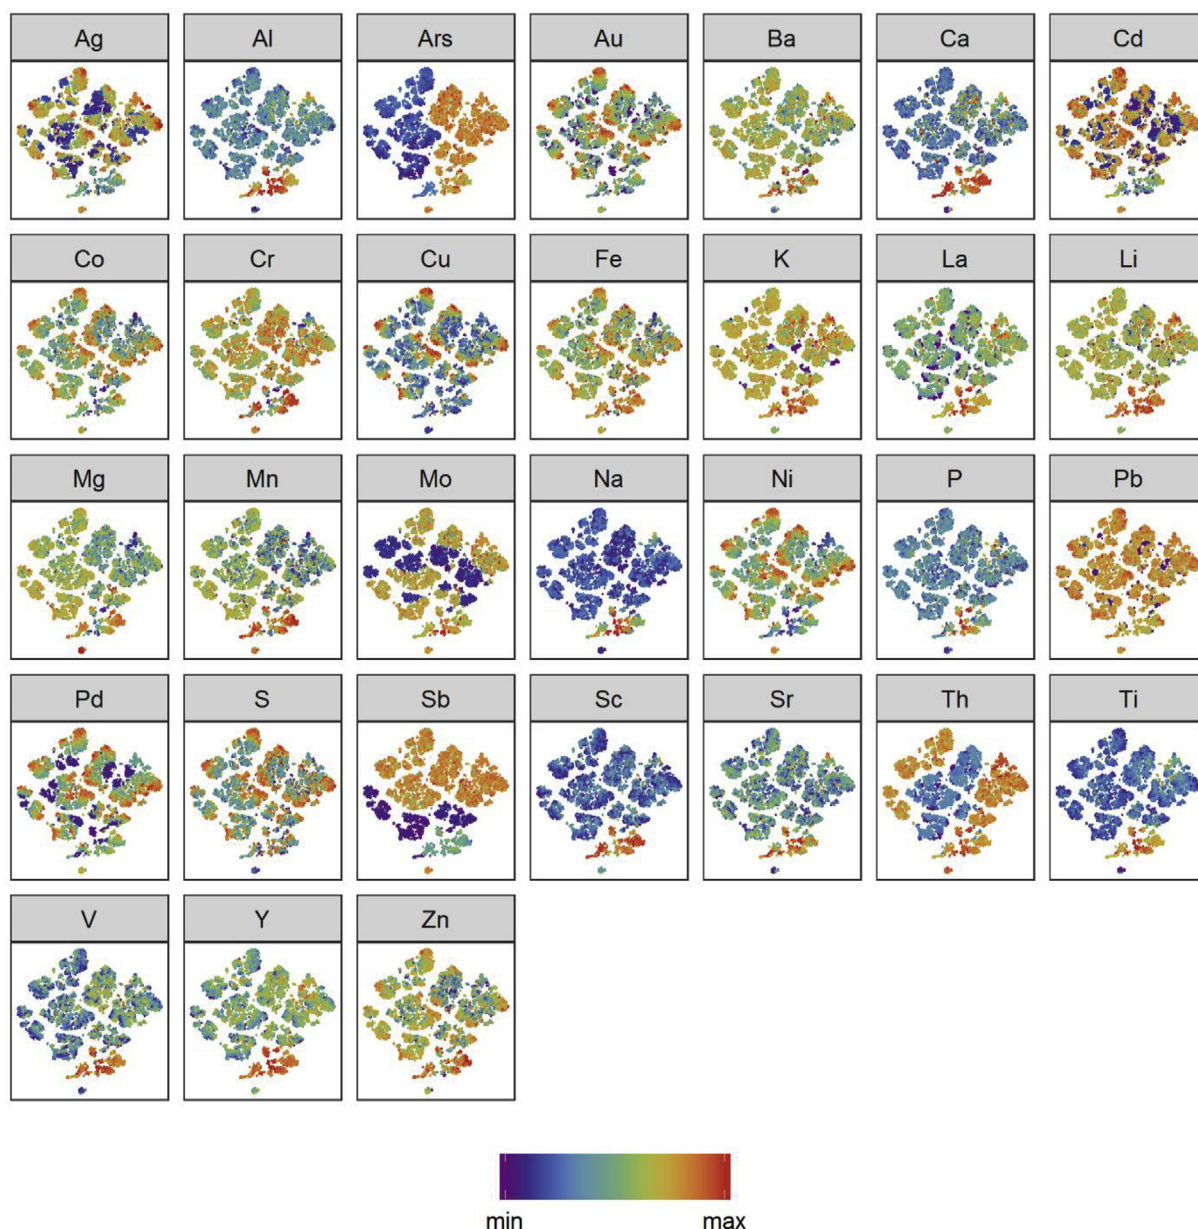 Ag Al Ars Au Ba Ca Cd
Co Cr Cu Fe K La Li
Mg Mn Mo Na Ni P Pb
Pd S Sb Sc Sr Th Ti
V Y Zn
min max